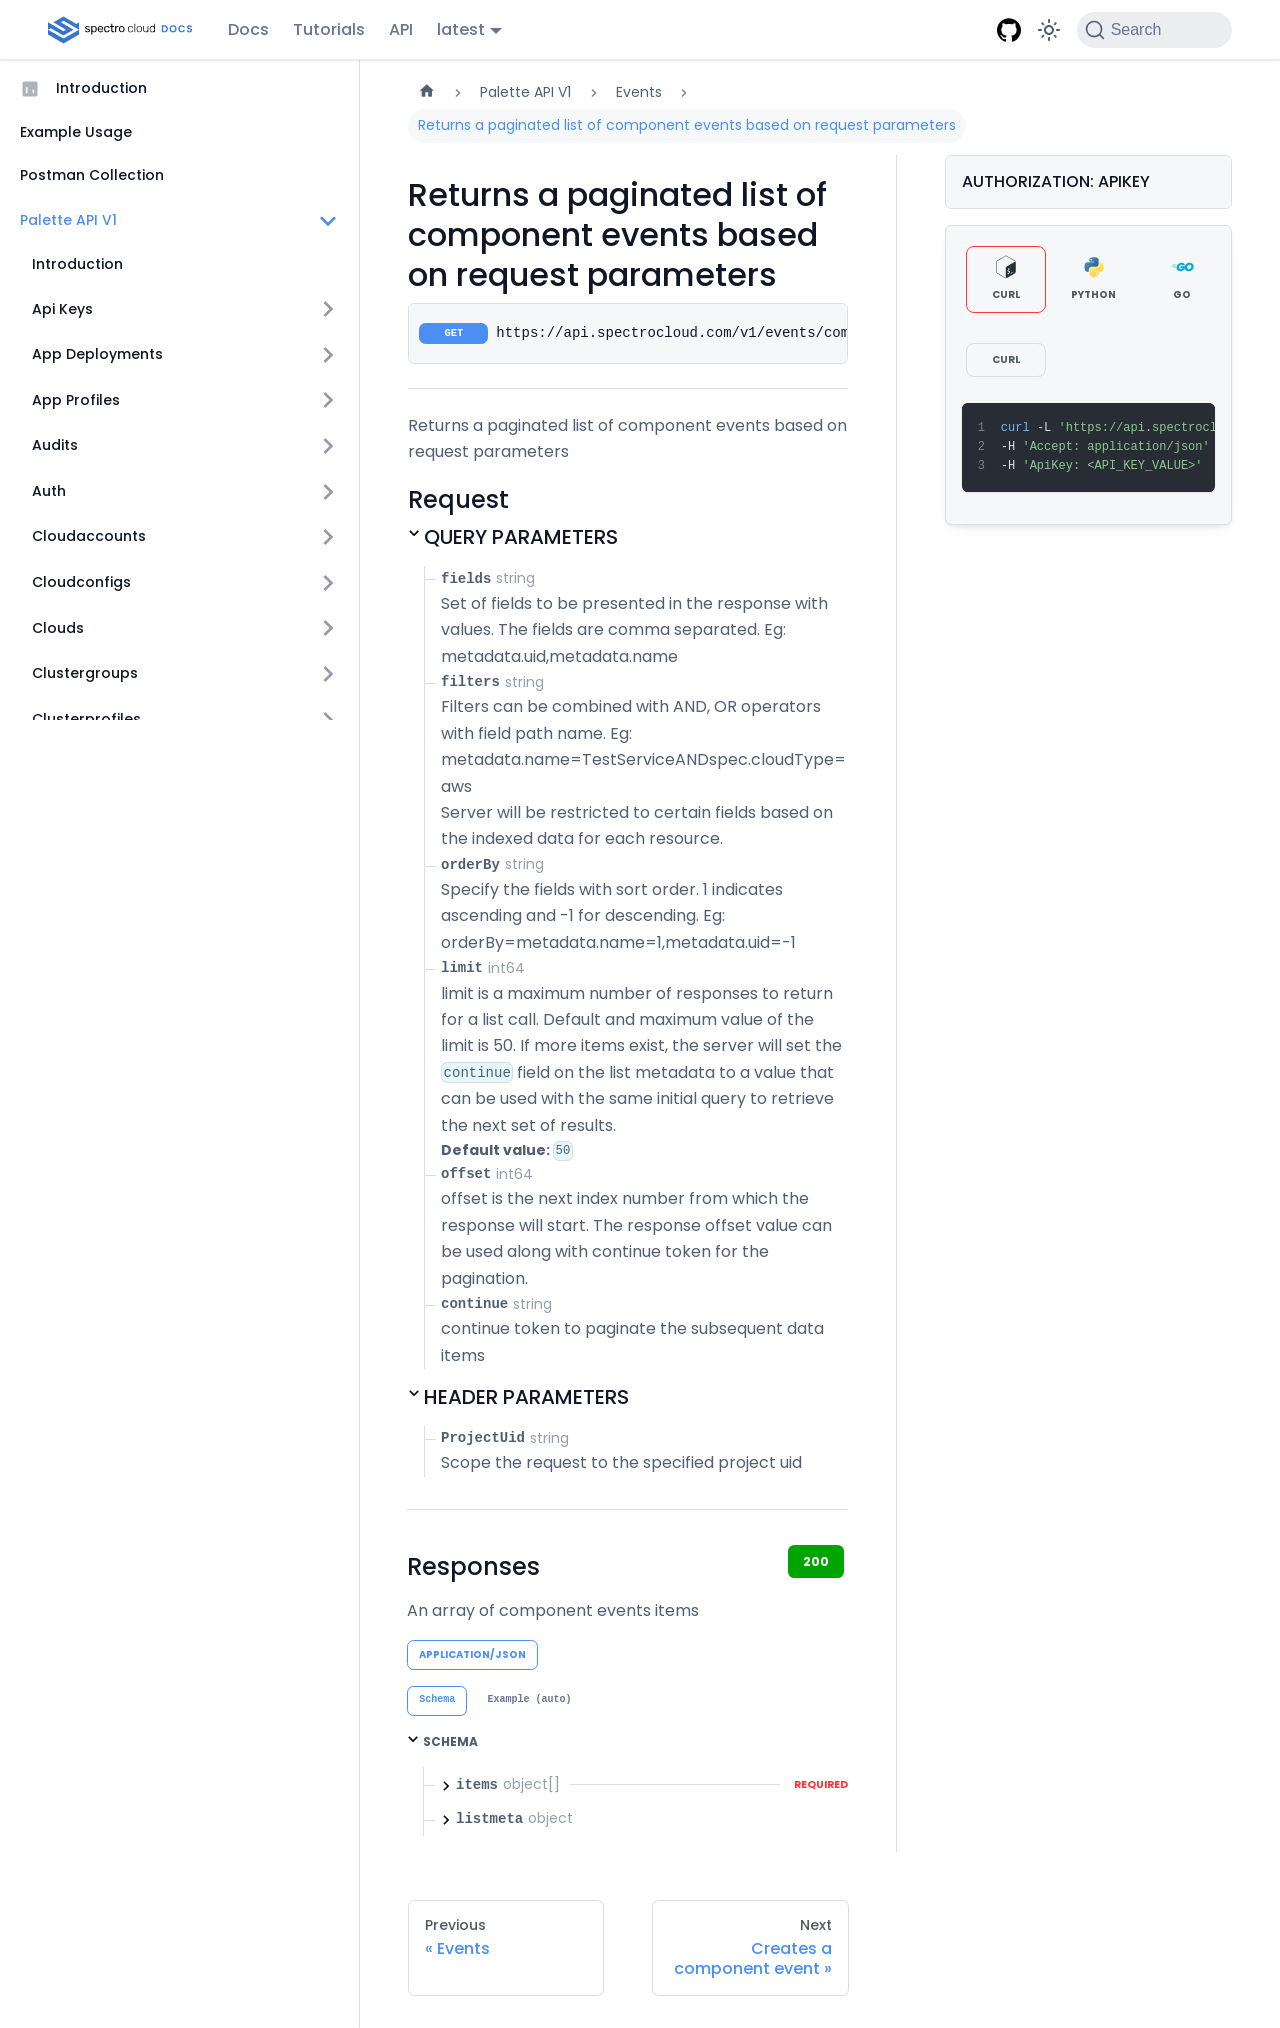 spectro cloud DOCS
Docs
Tutorials
API
latest
Search
Introduction
Example Usage
Postman Collection
Palette API V1
Introduction
Api Keys
App Deployments
App Profiles
Audits
Auth
Cloudaccounts
Cloudconfigs
Clouds
Clustergroups
Clusterprofiles
Palette API V1
Events
Returns a paginated list of component events based on request parameters
Returns a paginated list of
component events based
on request parameters
GET https://api.spectrocloud.com/v1/events/com
Returns a paginated list of component events based on
request parameters
Request
QUERY PARAMETERS
fields string
Set of fields to be presented in the response with
values. The fields are comma separated. Eg:
metadata.uid,metadata.name
filters string
Filters can be combined with AND, OR operators
with field path name. Eg:
metadata.name=TestServiceANDspec.cloudType=
aws
Server will be restricted to certain fields based on
the indexed data for each resource.
orderBy string
Specify the fields with sort order. 1 indicates
ascending and -1 for descending. Eg:
orderBy=metadata.name=1,metadata.uid=-1
limit int64
limit is a maximum number of responses to return
for a list call. Default and maximum value of the
limit is 50. If more items exist, the server will set the
continue field on the list metadata to a value that
can be used with the same initial query to retrieve
the next set of results.
Default value: 50
offset int64
offset is the next index number from which the
response will start. The response offset value can
be used along with continue token for the
pagination.
continue string
continue token to paginate the subsequent data
items
HEADER PARAMETERS
ProjectUid string
Scope the request to the specified project uid
Responses
200
An array of component events items
APPLICATION/JSON
Schema
Example (auto)
SCHEMA
items object[]
REQUIRED
listmeta object
Previous
« Events
Next
Creates a
component event »
AUTHORIZATION: APIKEY
CURL
PYTHON
GO
CURL
1 curl -L 'https://api.spectrocl
2 -H 'Accept: application/json'
3 -H 'ApiKey: <API_KEY_VALUE>'